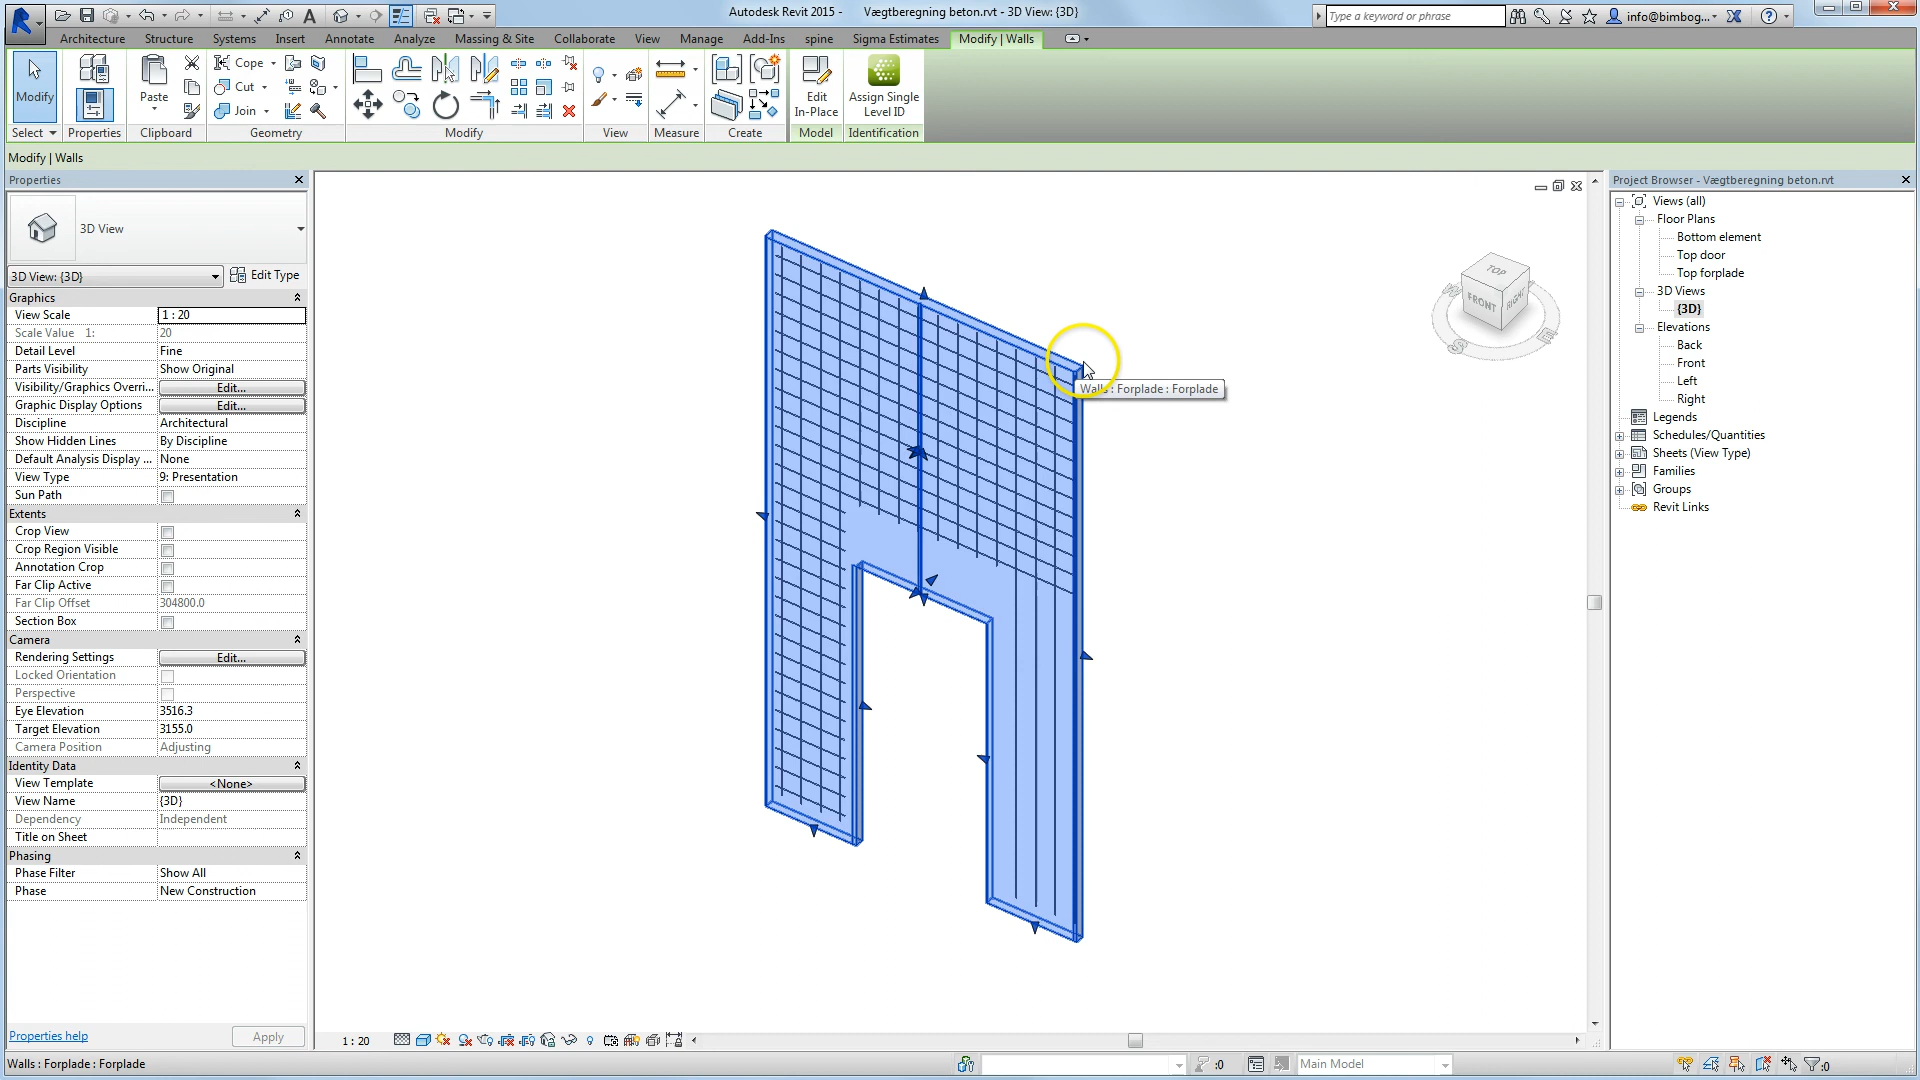 Autodesk Revit 2015 - Vægtberegning beton.rvt - 3D View: {3D}
Type a keyword or phrase
info@bimbog...
Architecture Structure Systems Insert Annotate Analyze Massing & Site Collaborate View Manage Add-Ins spine Sigma Estimates Modify | Walls
Modify
Paste
Cope
Cut
Join
Edit
In-Place
Assign Single
Level ID
Select Properties Clipboard Geometry Modify View Measure Create Model Identification
Modify | Walls
Properties
3D View
3D View: {3D} Edit Type
Graphics
View Scale 1 : 20
Scale Value 1: 20
Detail Level Fine
Parts Visibility Show Original
Visibility/Graphics Overri... Edit...
Graphic Display Options Edit...
Discipline Architectural
Show Hidden Lines By Discipline
Default Analysis Display ... None
View Type 9: Presentation
Sun Path
Extents
Crop View
Crop Region Visible
Annotation Crop
Far Clip Active
Far Clip Offset 304800.0
Section Box
Camera
Rendering Settings Edit...
Locked Orientation
Perspective
Eye Elevation 3516.3
Target Elevation 3155.0
Camera Position Adjusting
Identity Data
View Template <None>
View Name {3D}
Dependency Independent
Title on Sheet
Phasing
Phase Filter Show All
Phase New Construction
Properties help Apply
Walls : Forplade : Forplade
TOP
FRONT
RIGHT
W
S
E
Project Browser - Vægtberegning beton.rvt
Views (all)
Floor Plans
Bottom element
Top door
Top forplade
3D Views
{3D}
Elevations
Back
Front
Left
Right
Legends
Schedules/Quantities
Sheets (View Type)
Families
Groups
Revit Links
1 : 20
Walls : Forplade : Forplade
:0
Main Model
:0